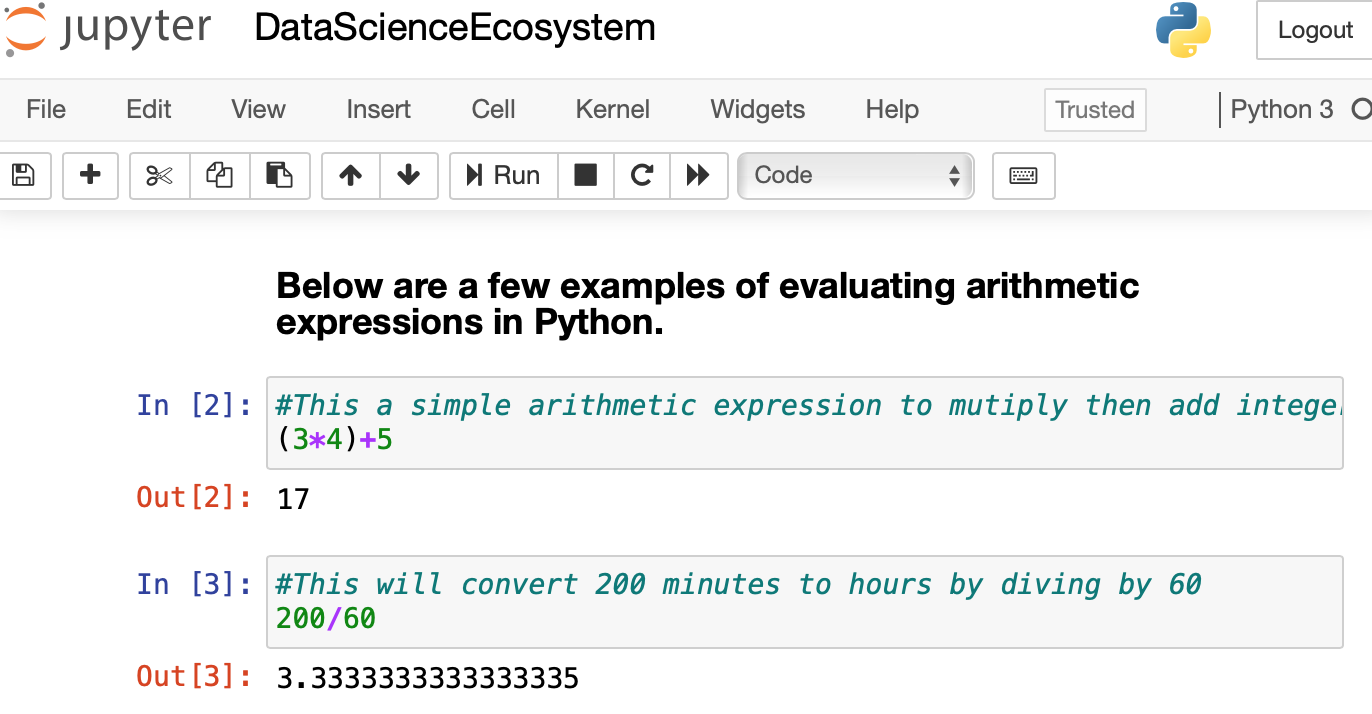 jupyter DataScienceEcosystem Logout
File Edit View Insert Cell Kernel Widgets Help Trusted Python 3
Run Code
Below are a few examples of evaluating arithmetic
expressions in Python.
In [2]: #This a simple arithmetic expression to mutiply then add intege
(3*4)+5
Out[2]: 17
In [3]: #This will convert 200 minutes to hours by diving by 60
200/60
Out[3]: 3.3333333333333335